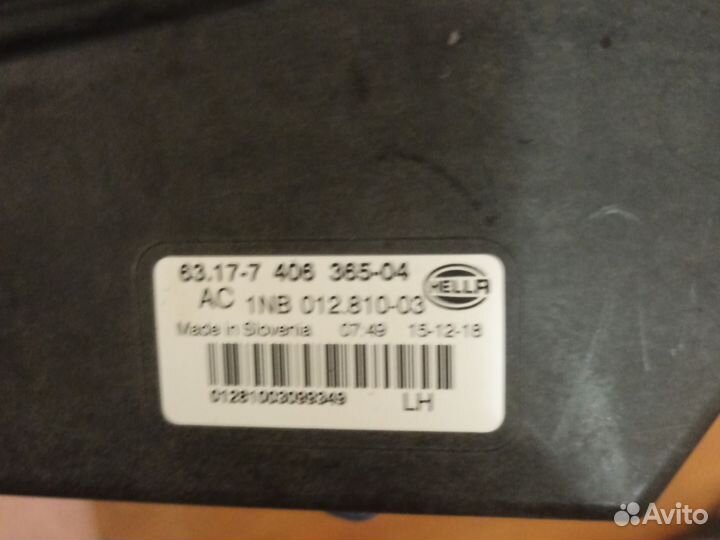 63.17-7 406 365-04
HELLA
AC 1NB 012.810-03
Made in Slovenia 07:49 15-12-18
01281003099349
LH
Avito